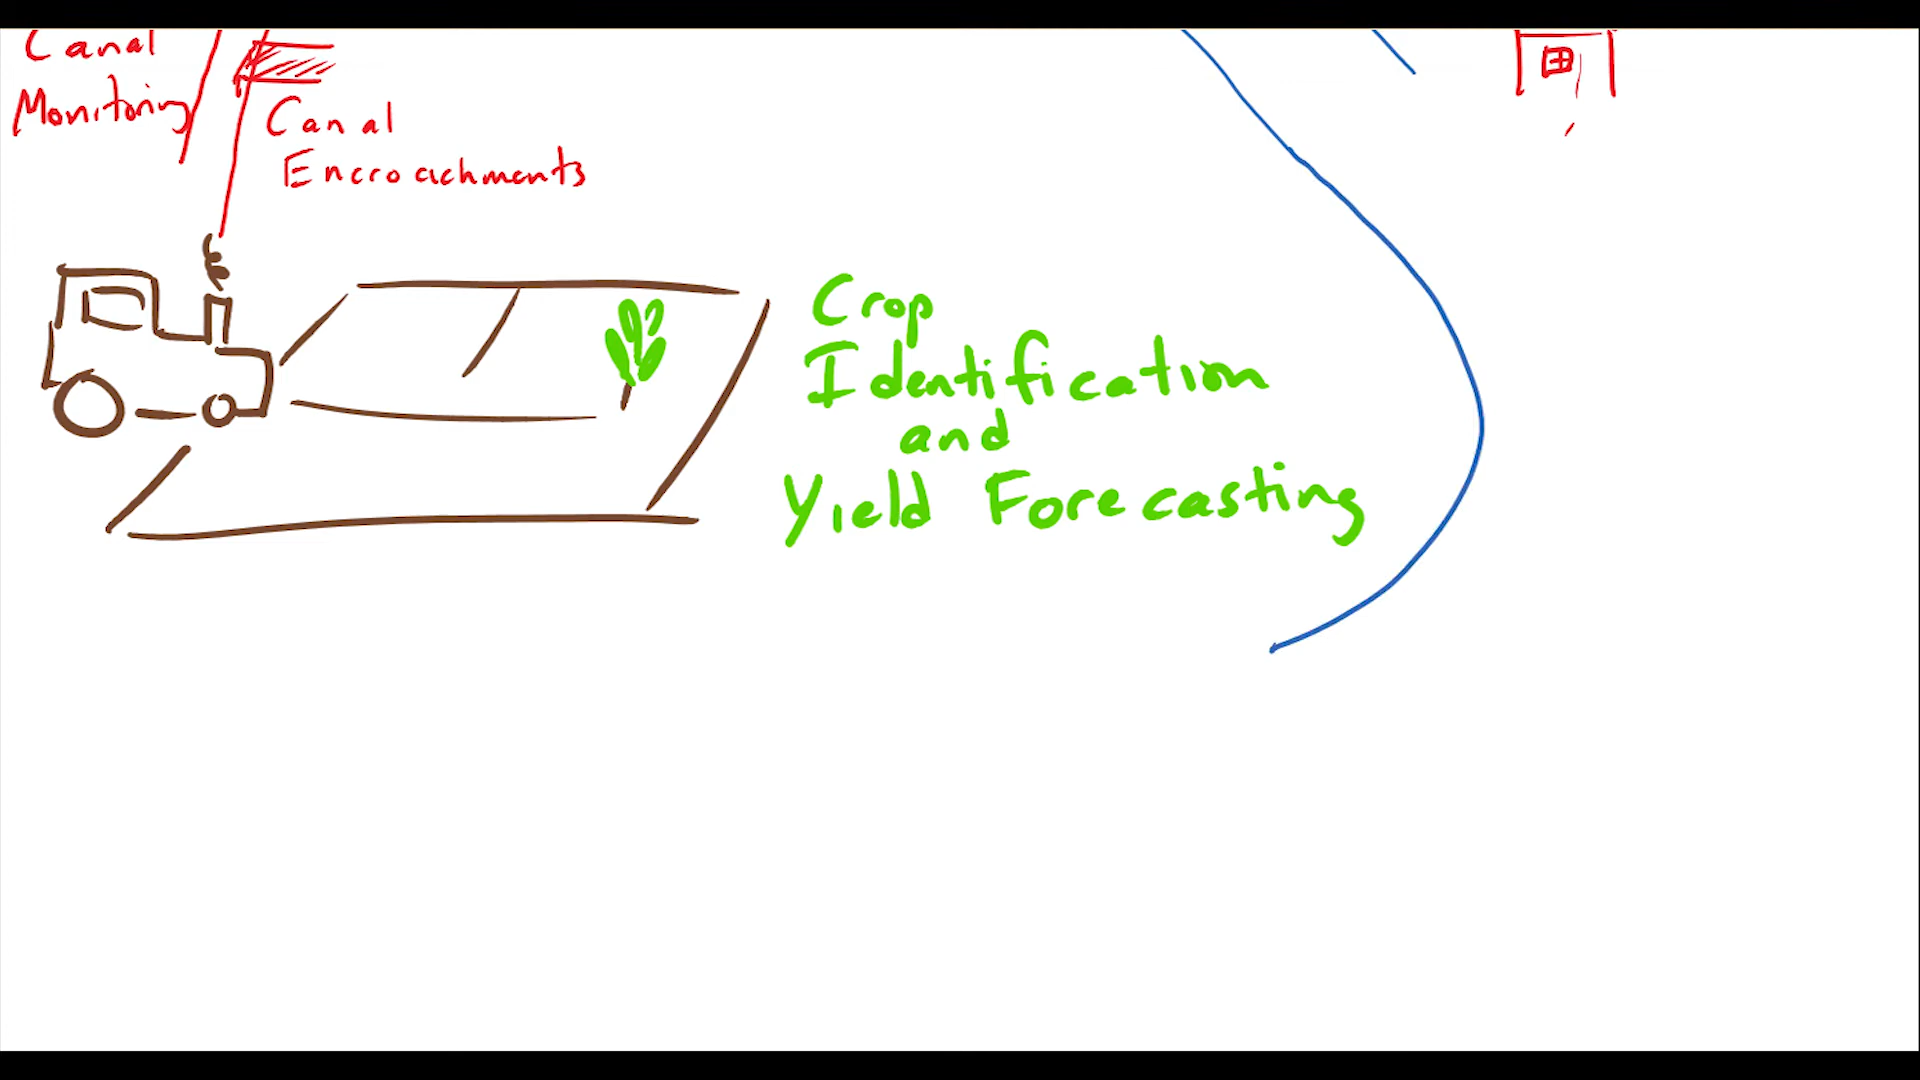 Canal
Monitoring
Canal
Encroachments
Crop
Identification
and
Yield Forecasting